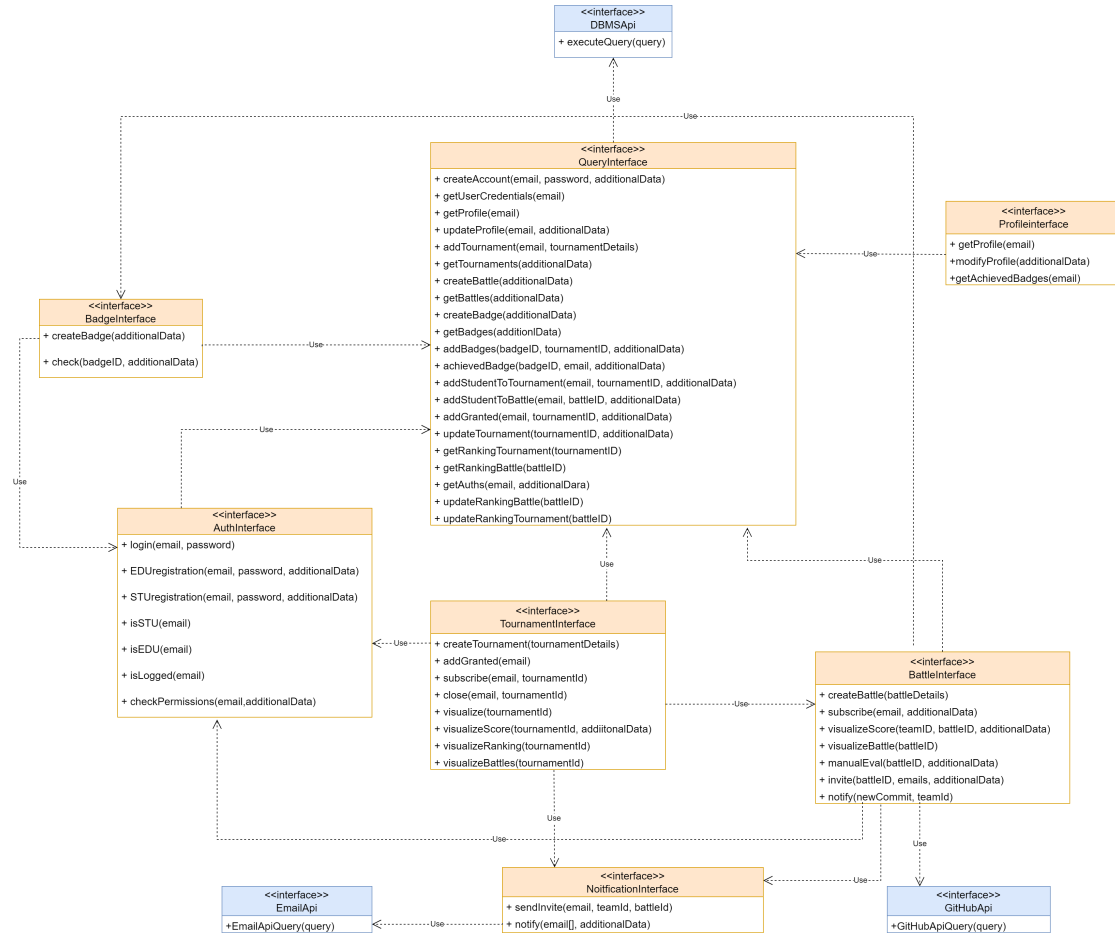 <<interface>>
DBMSApi
+ executeQuery(query)
Use
Use
<<interface>>
QueryInterface
+ createAccount(email, password, additionalData)
+ getUserCredentials(email)
+ getProfile(email)
+ updateProfile(email, additionalData)
+ addTournament(email, tournamentDetails)
+ getTournaments(additionalData)
+ createBattle(additionalData)
+ getBattles(additionalData)
+ createBadge(additionalData)
+ getBadges(additionlData)
+ addBadges(badgeID, tournamentID, additionalData)
+ achievedBadge(badgeID, email, additionalData)
+ addStudentToTournament(email, tournamentID, additionalData)
+ addStudentToBattle(email, battleID, additionalData)
+ addGranted(email, tournamentID, additionalData)
+ updateTournament(tournamentID, additionalData)
+ getRankingTournament(tournamentID)
+ getRankingBattle(battleID)
+ getAuths(email, additionalDara)
+ updateRankingBattle(battleID)
+ updateRankingTournament(battleID)
<<interface>>
Profileinterface
+ getProfile(email)
+modifyProfile(additionalData)
+getAchievedBadges(email)
Use
<<interface>>
BadgeInterface
+ createBadge(additionalData)
+ check(badgeID, additionalData)
Use
Use
Use
<<interface>>
AuthInterface
+ login(email, password)
+ EDUregistration(email, password, additionalData)
+ STUregistration(email, password, additionalData)
+ isSTU(email)
+ isEDU(email)
+ isLogged(email)
+ checkPermissions(email,additionalData)
Use
Use
Use
<<interface>>
TournamentInterface
+ createTournament(tournamentDetails)
+ addGranted(email)
+ subscribe(email, tournamentId)
+ close(email, tournamentId)
+ visualize(tournamentId)
+ visualizeScore(tournamentId, addiitionalData)
+ visualizeRanking(tournamentId)
+ visualizeBattles(tournamentId)
Use
<<interface>>
BattleInterface
+ createBattle(battleDetails)
+ subscribe(email, additionalData)
+ visualizeScore(teamID, battleID, additionalData)
+ visualizeBattle(battleID)
+ manualEval(battleID, additionalData)
+ invite(battleID, emails, additionalData)
+ notify(newCommit, teamId)
Use
Use
Use
Use
<<interface>>
NoitficationInterface
+ sendInvite(email, teamId, battleId)
+ notify(email[], additionalData)
Use
<<interface>>
EmailApi
+EmailApiQuery(query)
<<interface>>
GitHubApi
+GitHubApiQuery(query)